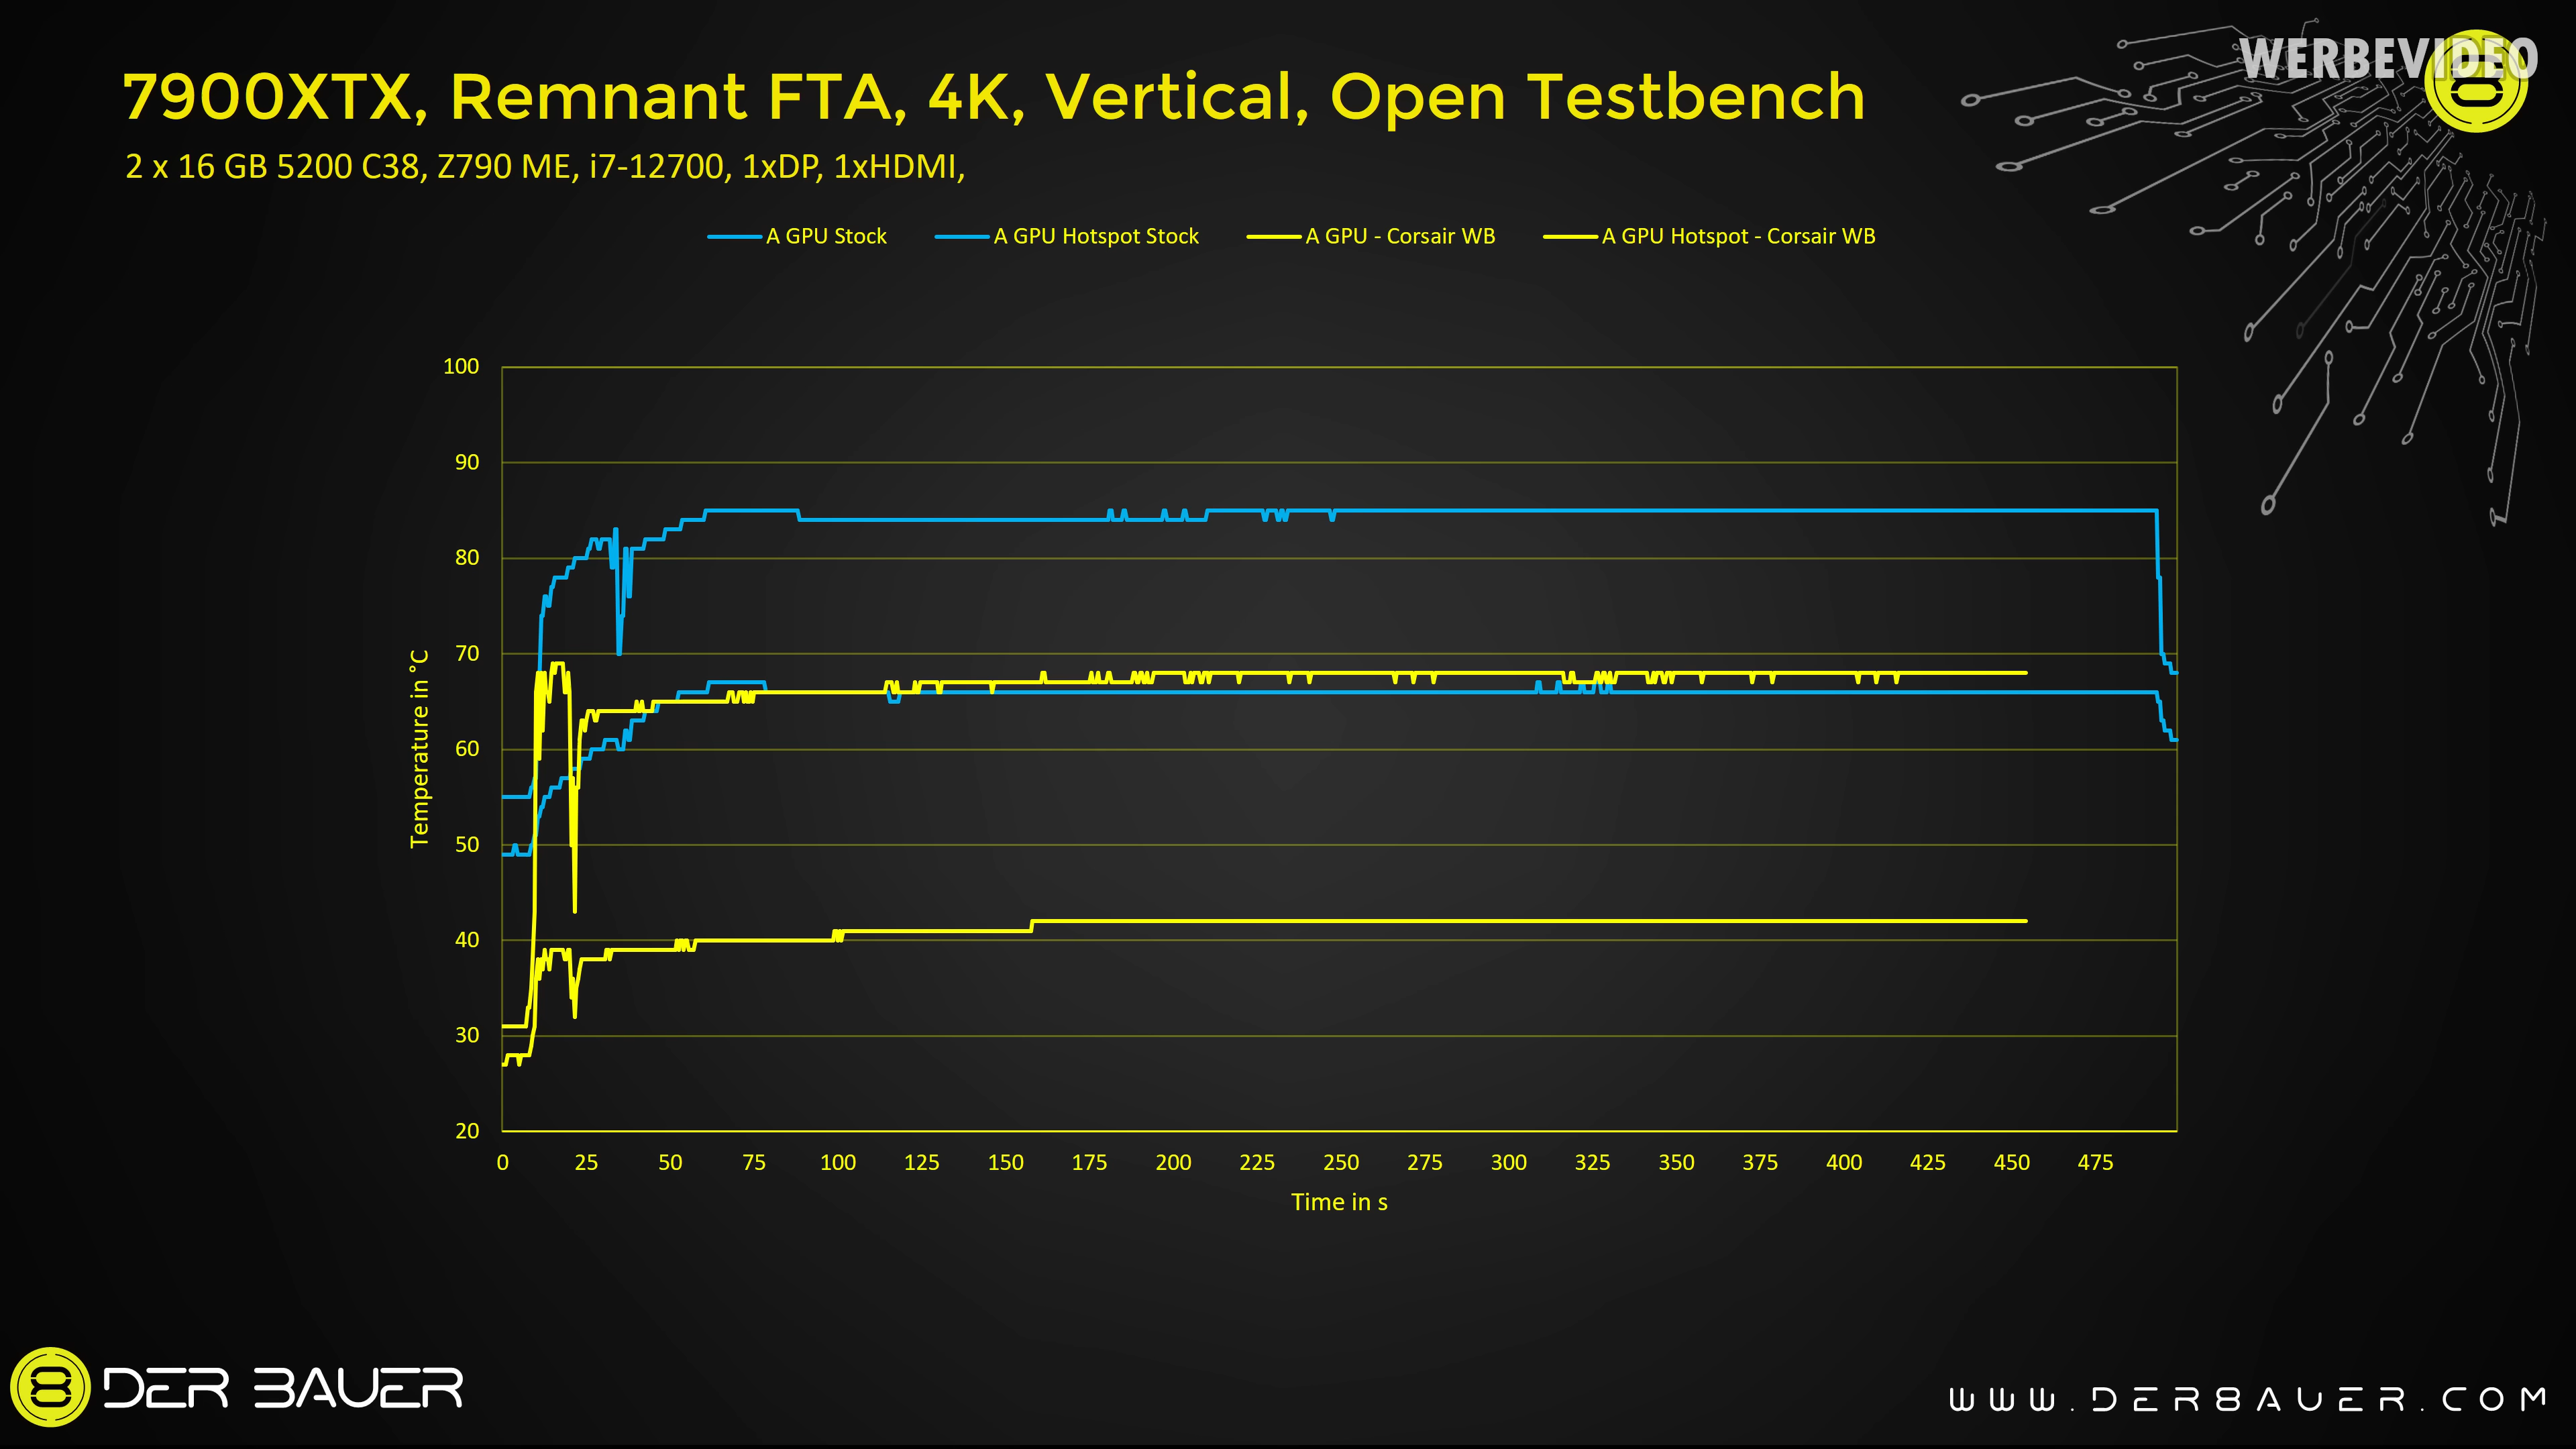 WERBEVIDEO
7900XTX, Remnant FTA, 4K, Vertical, Open Testbench
2 x 16 GB 5200 C38, Z790 ME, i7-12700, 1xDP, 1xHDMI,
A GPU Stock A GPU Hotspot Stock A GPU - Corsair WB A GPU Hotspot - Corsair WB
100
90
80
70
60
50
40
30
20
Temperature in °C
0 25 50 75 100 125 150 175 200 225 250 275 300 325 350 375 400 425 450 475
Time in s
DER 8AUER
WWW.DER8AUER.COM